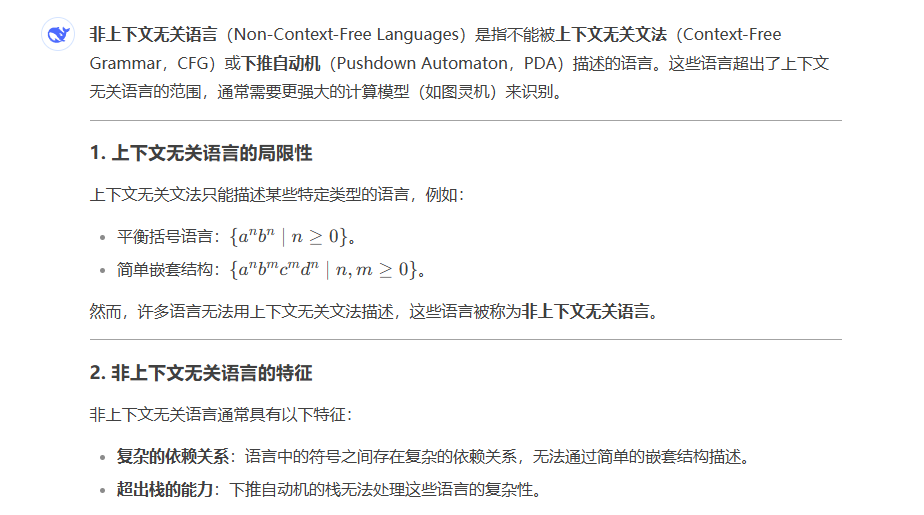 非上下文无关语言（Non-Context-Free Languages）是指不能被上下文无关文法（Context-Free
Grammar，CFG）或下推自动机（Pushdown Automaton，PDA）描述的语言。这些语言超出了上下文
无关语言的范围，通常需要更强大的计算模型（如图灵机）来识别。
1. 上下文无关语言的局限性
上下文无关文法只能描述某些特定类型的语言，例如：
• 平衡括号语言：{aⁿbⁿ | n ≥ 0}。
• 简单嵌套结构：{aⁿbᵐcᵐdⁿ | n, m ≥ 0}。
然而，许多语言无法用上下文无关文法描述，这些语言被称为非上下文无关语言。
2. 非上下文无关语言的特征
非上下文无关语言通常具有以下特征：
• 复杂的依赖关系：语言中的符号之间存在复杂的依赖关系，无法通过简单的嵌套结构描述。
• 超出栈的能力：下推自动机的栈无法处理这些语言的复杂性。